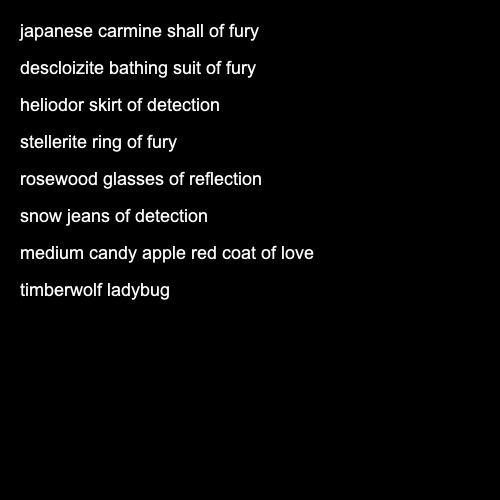 japanese carmine shall of fury
descloizite bathing suit of fury
heliodor skirt of detection
stellerite ring of fury
rosewood glasses of reflection
snow jeans of detection
medium candy apple red coat of love
timberwolf ladybug